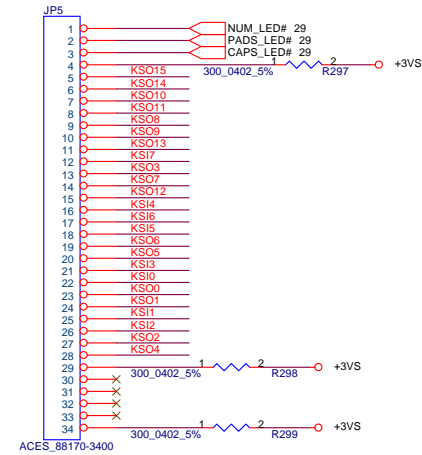 JP5
1 NUM_LED# 29
2 PADS_LED# 29
3 CAPS_LED# 29
4 1 2 +3VS
300_0402_5% R297
5 KSO15
6 KSO14
7 KSO10
8 KSO11
9 KSO8
10 KSO9
11 KSO13
12 KSI7
13 KSO3
14 KSO7
15 KSO12
16 KSI4
17 KSI6
18 KSI5
19 KSO6
20 KSO5
21 KSI3
22 KSI0
23 KSO0
24 KSO1
25 KSI1
26 KSI2
27 KSO2
28 KSO4
29 1 2 +3VS
300_0402_5% R298
30
31
32
33
34 1 2 +3VS
300_0402_5% R299
ACES_88170-3400